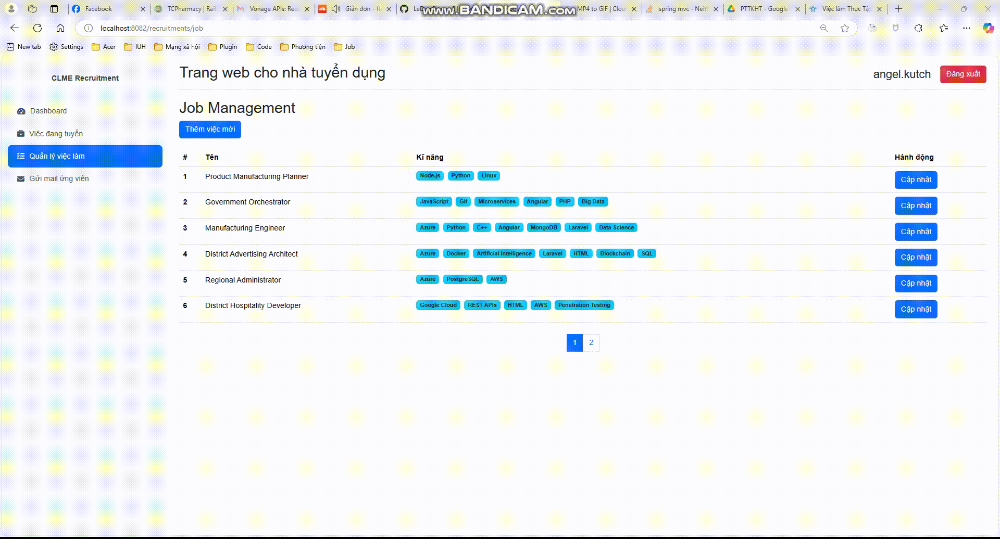 Facebook
TCPharmacy | Rail
Vonage APIs: Reco
Giản đơn - ft.
MP4 to GIF | Clou
spring mvc - Neit
PTTKHT - Google
Việc làm Thực Tập
www.BANDICAM.com
localhost:8082/recruitments/job
New tab
Settings
Acer
IUH
Mạng xã hội
Plugin
Code
Phương tiện
Job
CLME Recruitment
Dashboard
Việc đang tuyển
Quản lý việc làm
Gửi mail ứng viên
Trang web cho nhà tuyển dụng
angel.kutch
Đăng xuất
Job Management
Thêm việc mới
# Tên Kĩ năng Hành động
1 Product Manufacturing Planner Node.js Python Linux Cập nhật
2 Government Orchestrator JavaScript Git Microservices Angular PHP Big Data Cập nhật
3 Manufacturing Engineer Azure Python C++ Angular MongoDB Laravel Data Science Cập nhật
4 District Advertising Architect Azure Docker Artificial Intelligence Laravel HTML Blockchain SQL Cập nhật
5 Regional Administrator Azure PostgreSQL AWS Cập nhật
6 District Hospitality Developer Google Cloud REST APIs HTML AWS Penetration Testing Cập nhật
1 2